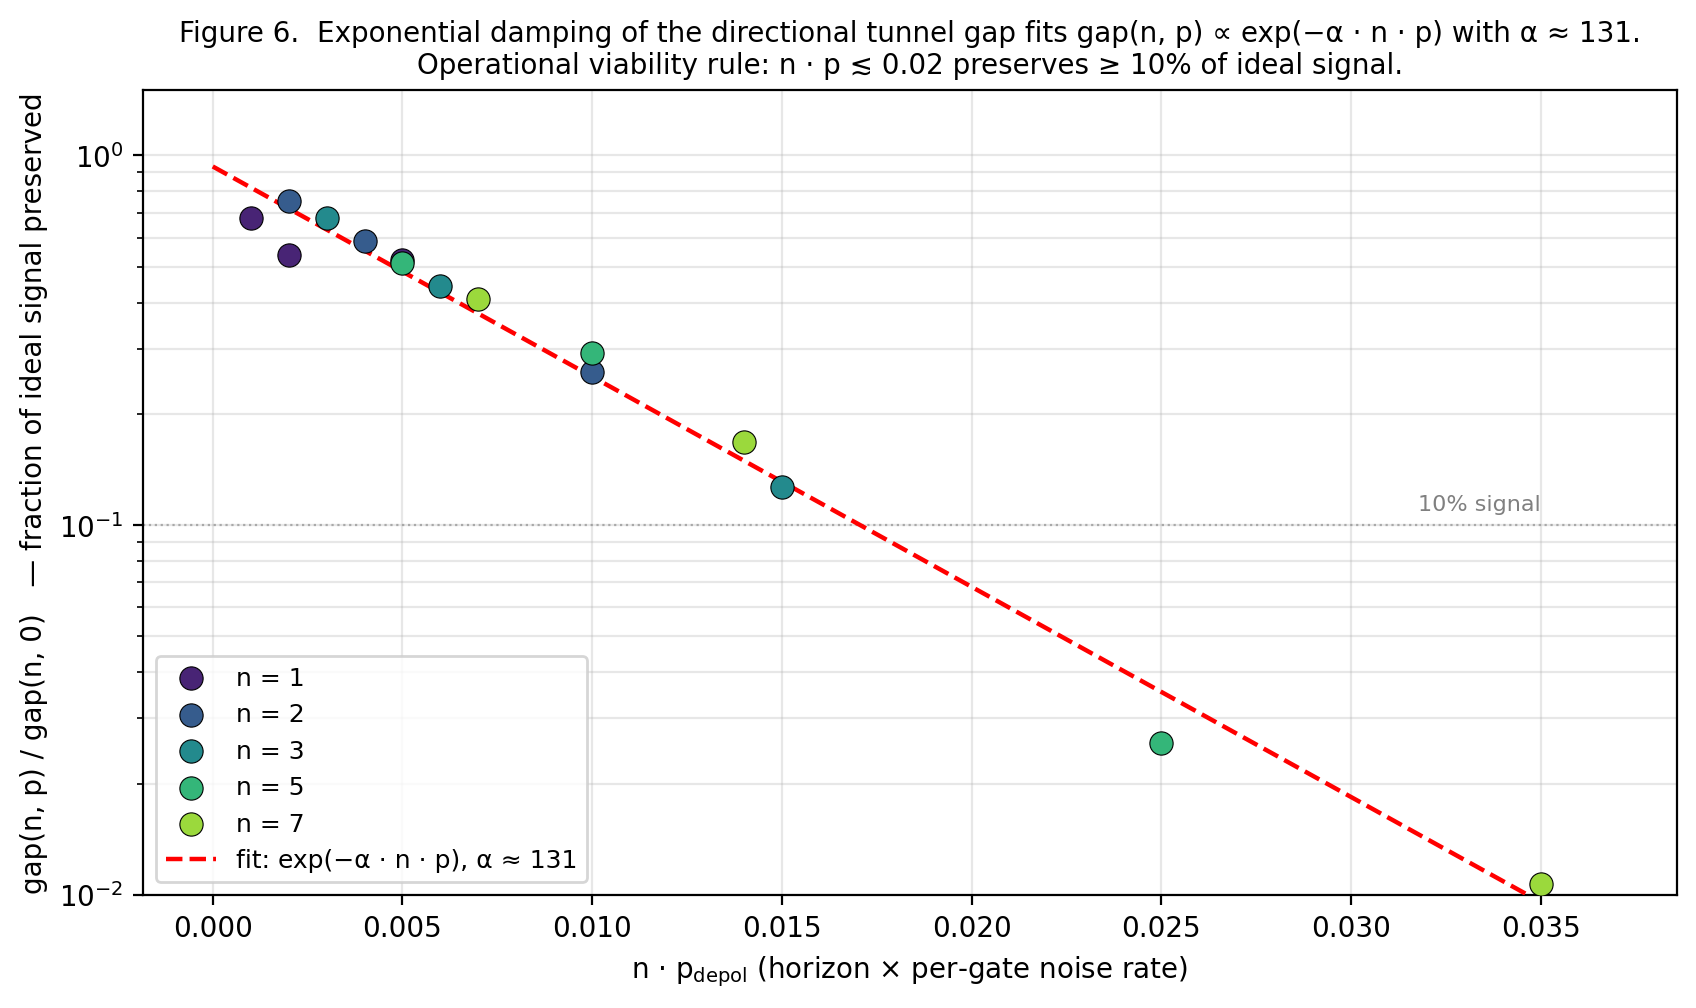 Figure 6.  Exponential damping of the directional tunnel gap fits gap(n, p) ∝ exp(−α · n · p) with α ≈ 131.
Operational viability rule: n · p ≲ 0.02 preserves ≥ 10% of ideal signal.
gap(n, p) / gap(n, 0)   — fraction of ideal signal preserved
10⁰
10⁻¹
10⁻²
10% signal
n = 1
n = 2
n = 3
n = 5
n = 7
fit: exp(−α · n · p), α ≈ 131
0.000 0.005 0.010 0.015 0.020 0.025 0.030 0.035
n · p_depol (horizon × per-gate noise rate)